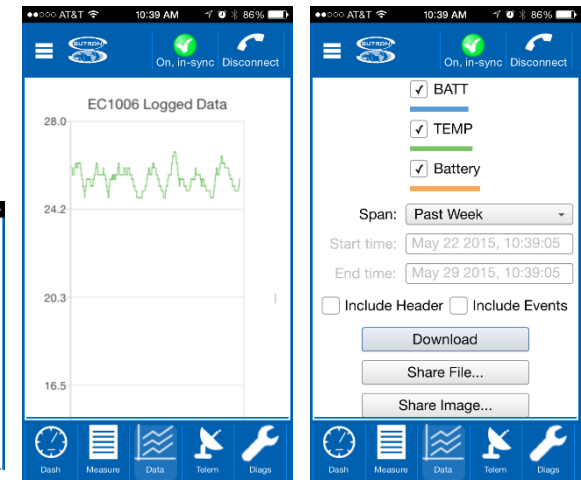 AT&T 10:39 AM 86%
SUTRON
On, in-sync Disconnect
EC1006 Logged Data
28.0
24.2
20.3
16.5
Dash Measure Data Telem Diags
AT&T 10:39 AM 86%
SUTRON
On, in-sync Disconnect
BATT
TEMP
Battery
Span: Past Week
Start time: May 22 2015, 10:39:05
End time: May 29 2015, 10:39:05
Include Header Include Events
Download
Share File...
Share Image...
Dash Measure Data Telem Diags